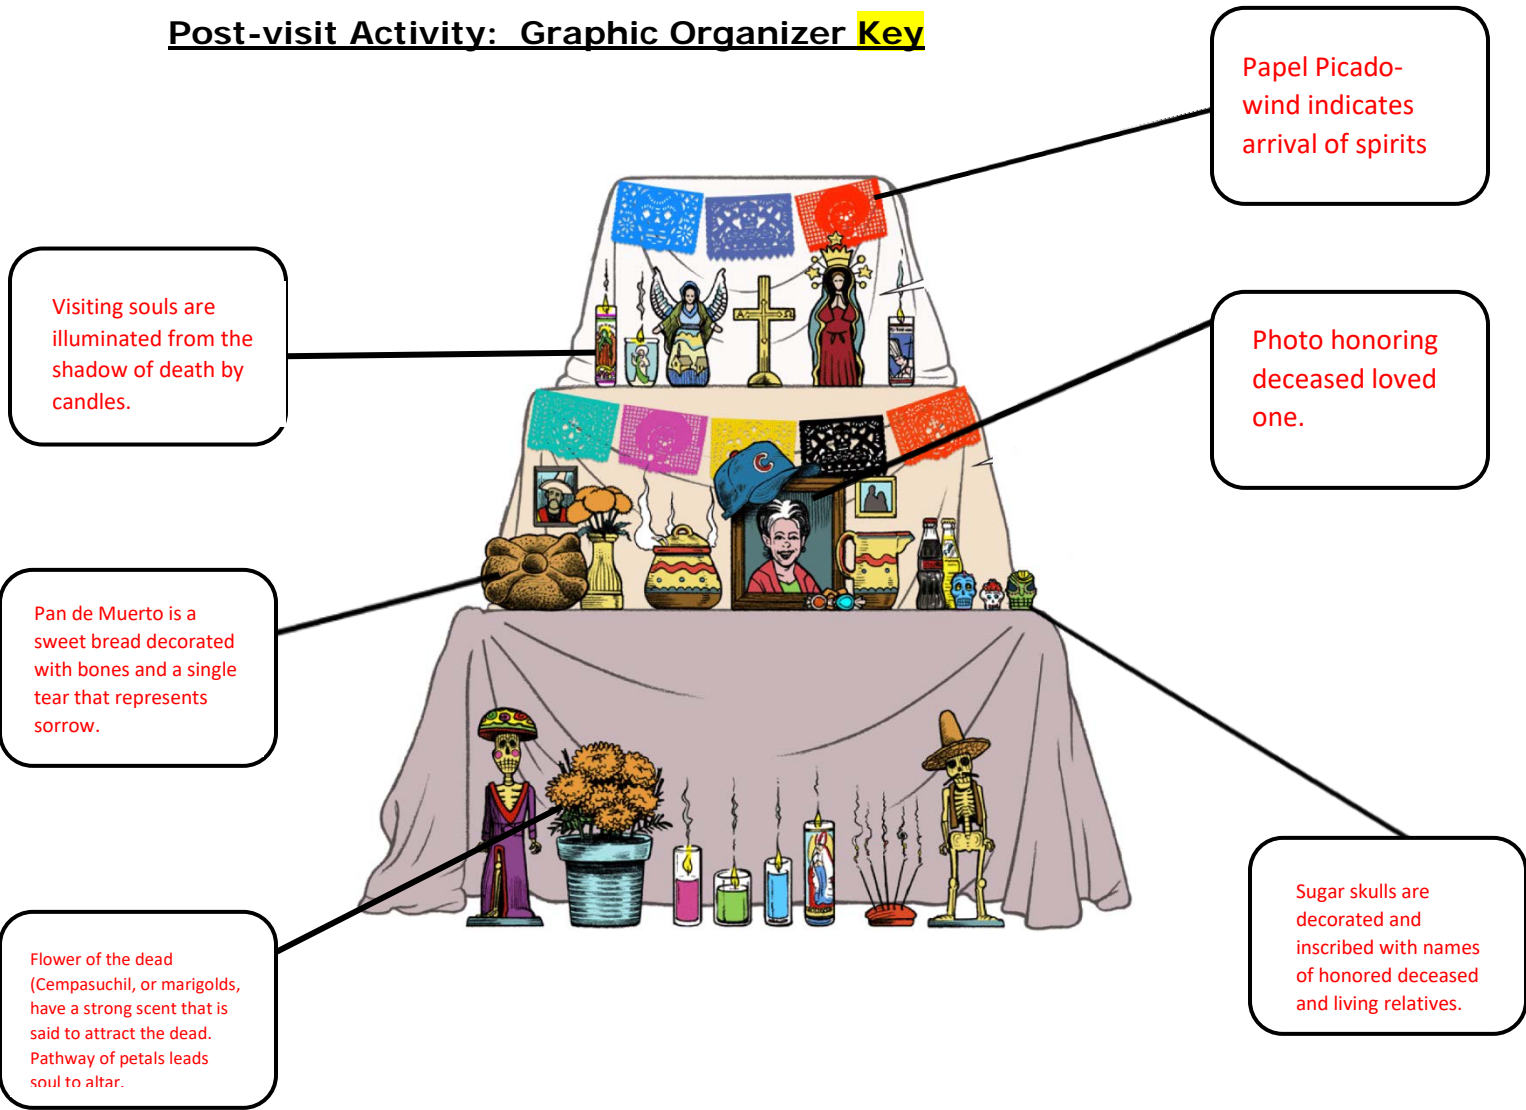 Post-visit Activity: Graphic Organizer Key
Papel Picado-
wind indicates
arrival of spirits
Visiting souls are
illuminated from the
shadow of death by
candles.
Photo honoring
deceased loved
one.
Pan de Muerto is a
sweet bread decorated
with bones and a single
tear that represents
sorrow.
Flower of the dead
(Cempasuchil, or marigolds,
have a strong scent that is
said to attract the dead.
Pathway of petals leads
soul to altar.
Sugar skulls are
decorated and
inscribed with names
of honored deceased
and living relatives.
C